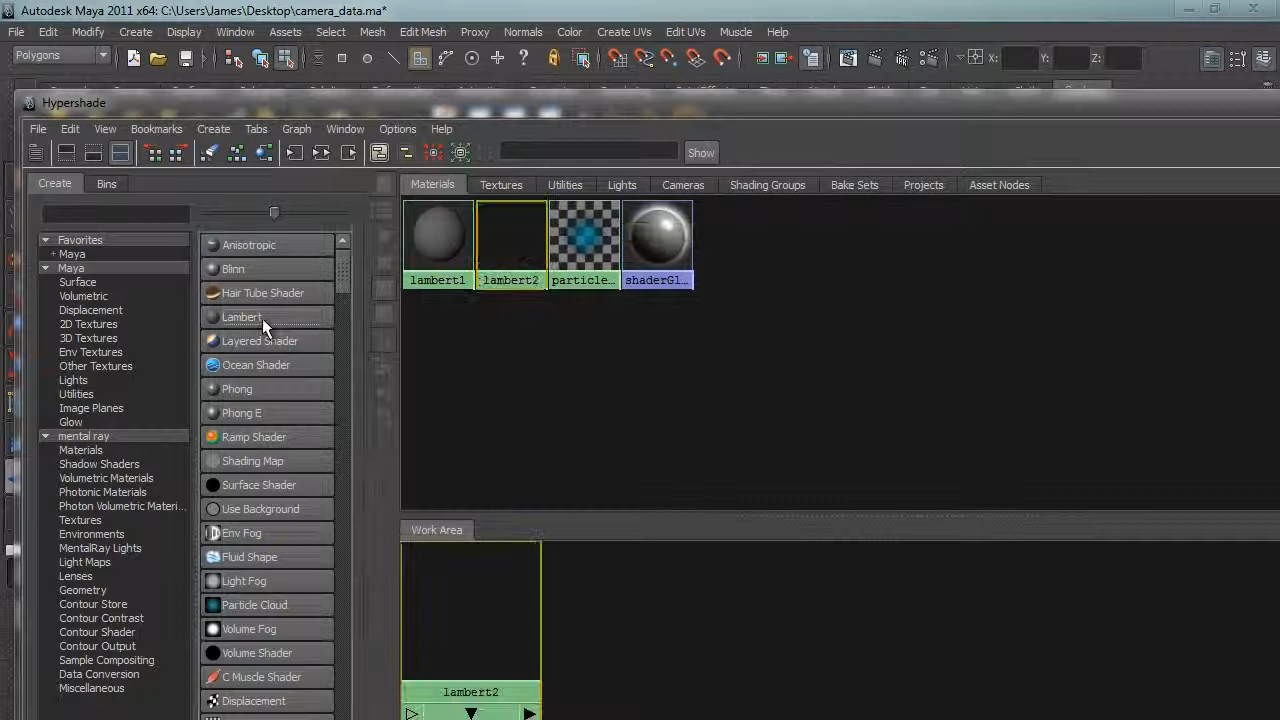 Autodesk Maya 2011 x64: C:\Users\James\Desktop\camera_data.ma*
File Edit Modify Create Display Window Assets Select Mesh Edit Mesh Proxy Normals Color Create UVs Edit UVs Muscle Help
Polygons X: Y: Z:
Hypershade
File Edit View Bookmarks Create Tabs Graph Window Options Help
Show
Create Bins
Materials Textures Utilities Lights Cameras Shading Groups Bake Sets Projects Asset Nodes
Favorites
+ Maya
Maya
Surface
Volumetric
Displacement
2D Textures
3D Textures
Env Textures
Other Textures
Lights
Utilities
Image Planes
Glow
mental ray
Materials
Shadow Shaders
Volumetric Materials
Photonic Materials
Photon Volumetric Materi...
Textures
Environments
MentalRay Lights
Light Maps
Lenses
Geometry
Contour Store
Contour Contrast
Contour Shader
Contour Output
Sample Compositing
Data Conversion
Miscellaneous
Anisotropic
Blinn
Hair Tube Shader
Lambert
Layered Shader
Ocean Shader
Phong
Phong E
Ramp Shader
Shading Map
Surface Shader
Use Background
Env Fog
Fluid Shape
Light Fog
Particle Cloud
Volume Fog
Volume Shader
C Muscle Shader
Displacement
lambert1 lambert2 particle... shaderGl...
Work Area
lambert2